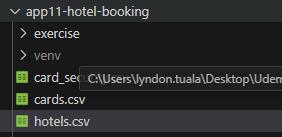 app11-hotel-booking
exercise
venv
card_sec
C:\Users\lyndon.tuala\Desktop\Udem
cards.csv
hotels.csv